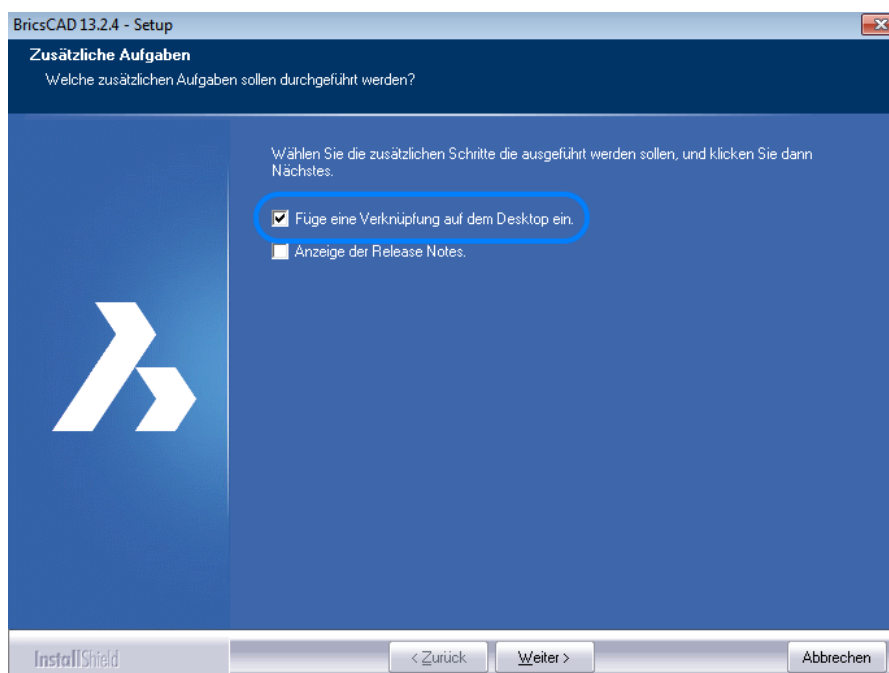 BricsCAD 13.2.4 - Setup
Zusätzliche Aufgaben
Welche zusätzlichen Aufgaben sollen durchgeführt werden?
Wählen Sie die zusätzlichen Schritte die ausgeführt werden sollen, und klicken Sie dann
Nächstes.
Füge eine Verknüpfung auf dem Desktop ein.
Anzeige der Release Notes.
InstallShield
< Zurück
Weiter >
Abbrechen